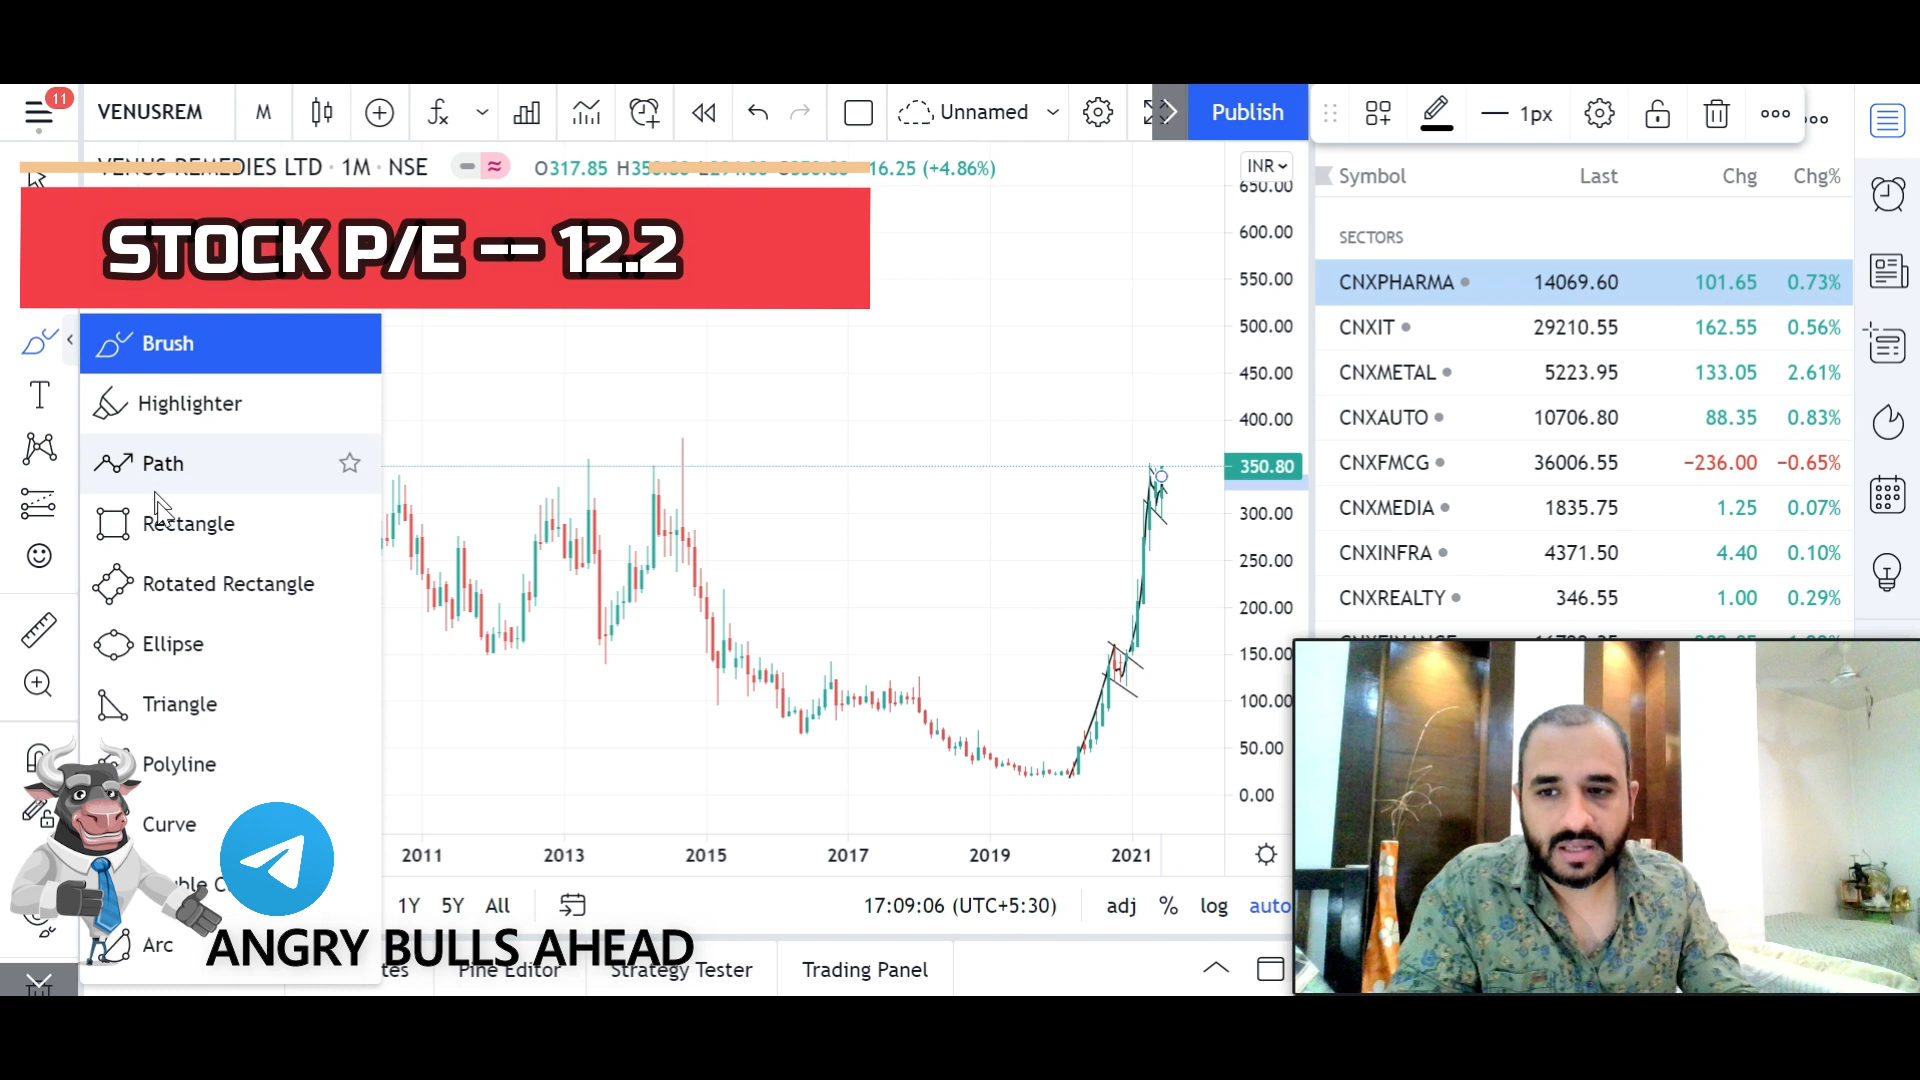 11
VENUSREM
M
Unnamed
Publish
1px
VENUS REMEDIES LTD · 1M · NSE
O317.85
16.25 (+4.86%)
INR
STOCK P/E -- 12.2
Brush
Highlighter
Path
Rectangle
Rotated Rectangle
Ellipse
Triangle
Polyline
Curve
Arc
650.00
600.00
550.00
500.00
450.00
400.00
350.80
300.00
250.00
200.00
150.00
100.00
50.00
0.00
2011 2013 2015 2017 2019 2021
1Y 5Y All
17:09:06 (UTC+5:30)
adj % log auto
ANGRY BULLS AHEAD
Pine Editor
Strategy Tester
Trading Panel
Symbol Last Chg Chg%
SECTORS
CNXPHARMA 14069.60 101.65 0.73%
CNXIT 29210.55 162.55 0.56%
CNXMETAL 5223.95 133.05 2.61%
CNXAUTO 10706.80 88.35 0.83%
CNXFMCG 36006.55 −236.00 −0.65%
CNXMEDIA 1835.75 1.25 0.07%
CNXINFRA 4371.50 4.40 0.10%
CNXREALTY 346.55 1.00 0.29%